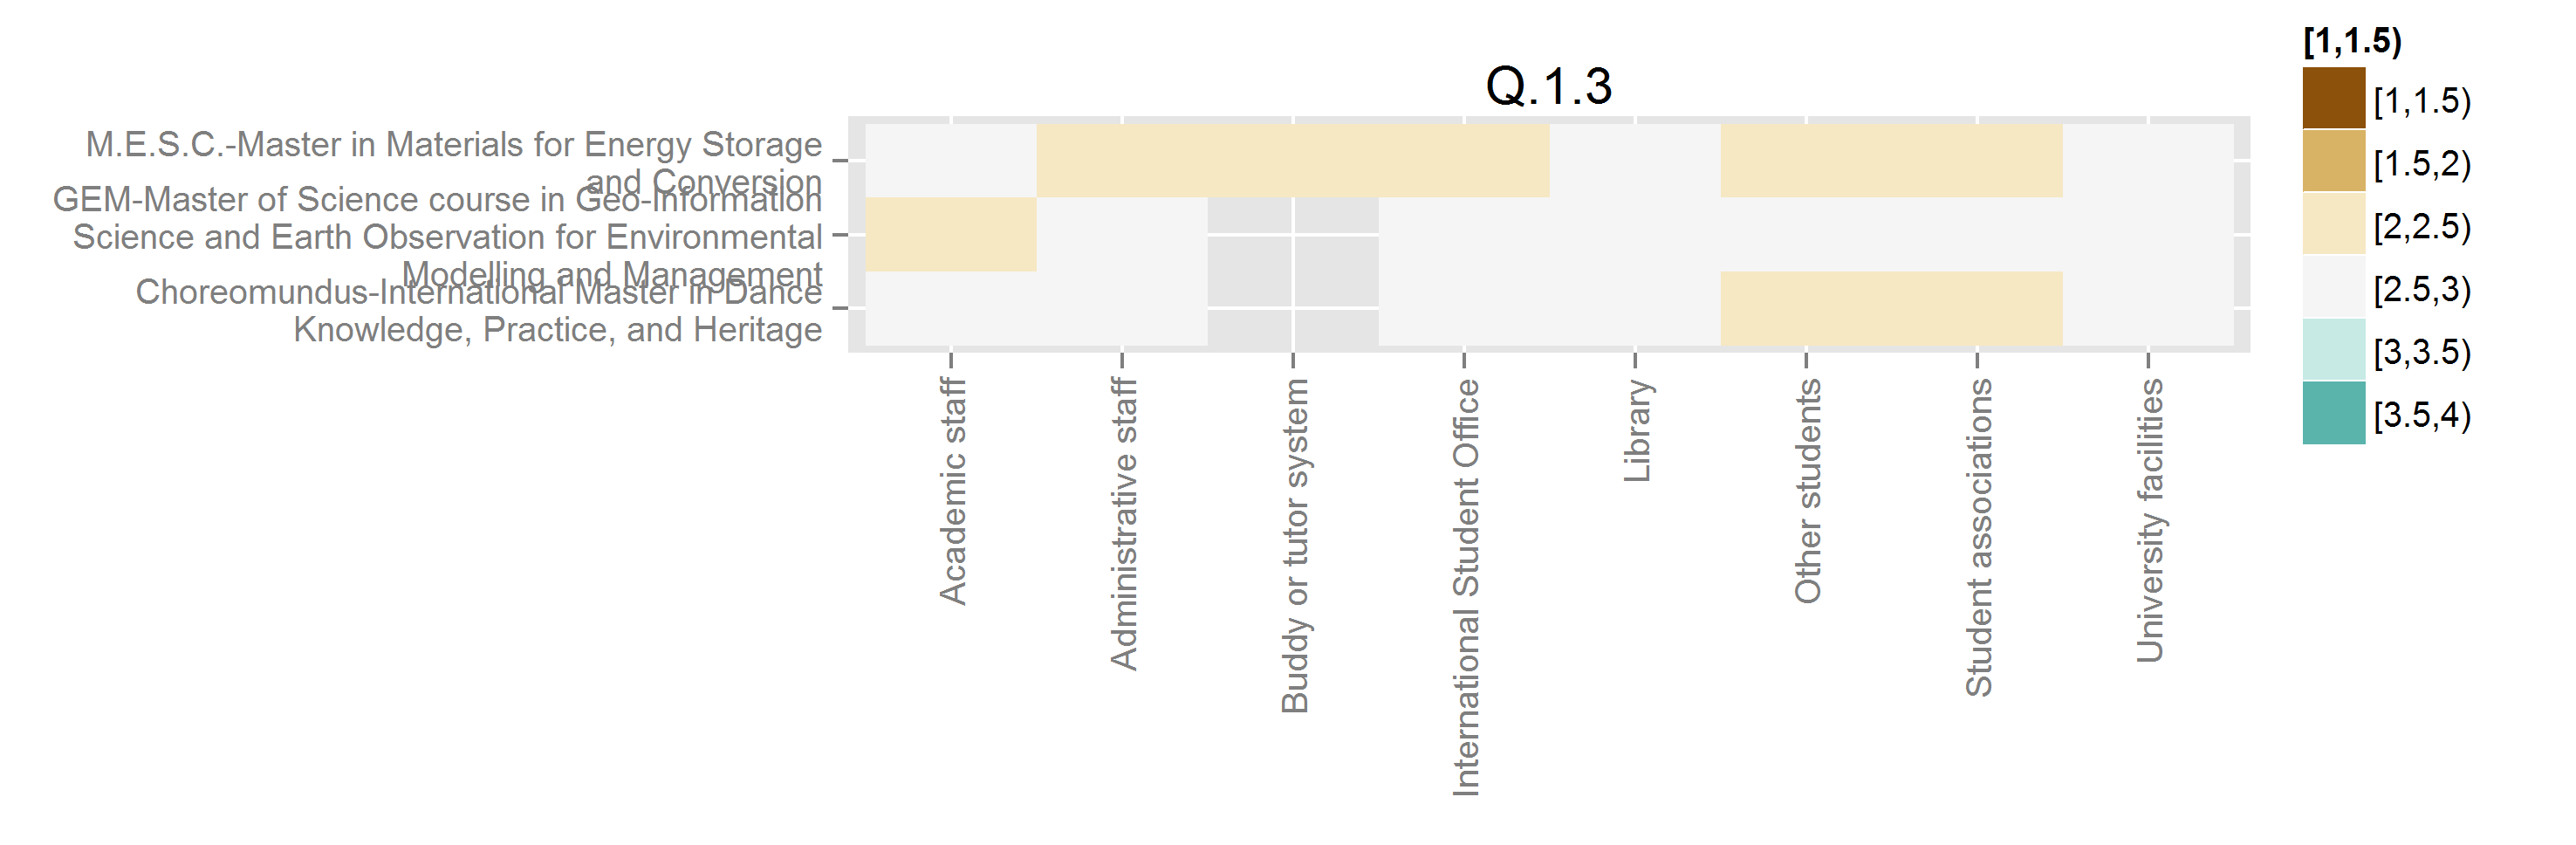 Q.1.3
M.E.S.C.-Master in Materials for Energy Storage
and Conversion
GEM-Master of Science course in Geo-Information
Science and Earth Observation for Environmental
Modelling and Management
Choreomundus-International Master in Dance
Knowledge, Practice, and Heritage
Academic staff
Administrative staff
Buddy or tutor system
International Student Office
Library
Other students
Student associations
University facilities
[1,1.5)
[1,1.5)
[1.5,2)
[2,2.5)
[2.5,3)
[3,3.5)
[3.5,4)